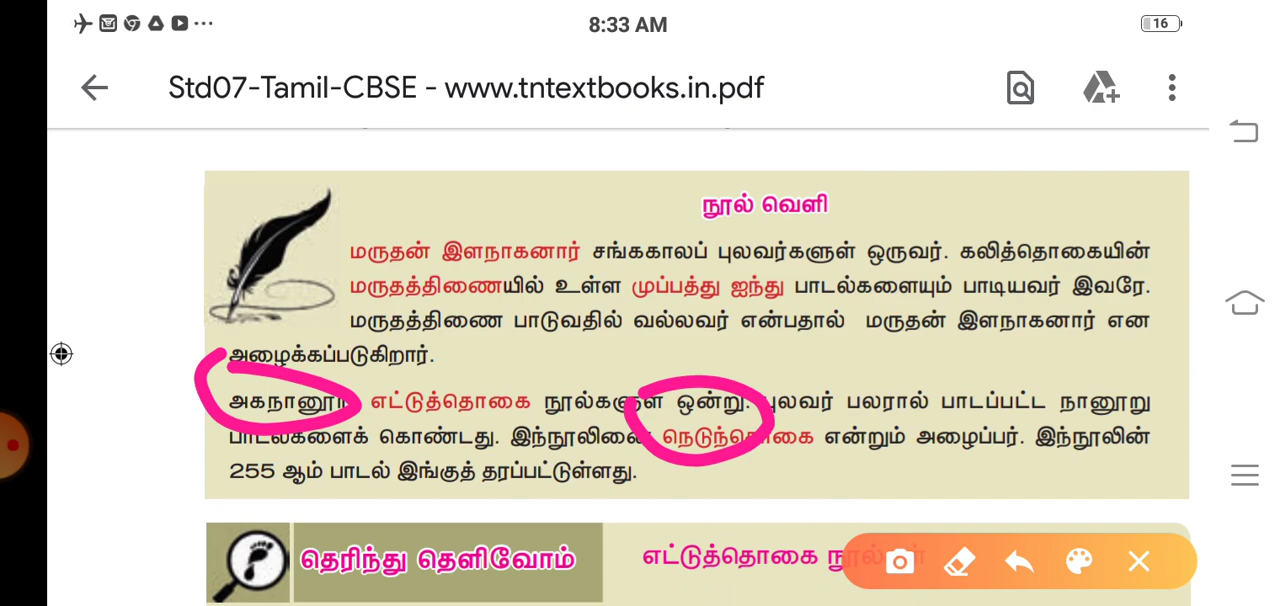 8:33 AM
16
Std07-Tamil-CBSE - www.tntextbooks.in.pdf
நூல் வெளி
மருதன் இளநாகனார் சங்ககாலப் புலவர்களுள் ஒருவர். கலித்தொகையின்
மருதத்திணையில் உள்ள முப்பத்து ஐந்து பாடல்களையும் பாடியவர் இவரே.
மருதத்திணை பாடுவதில் வல்லவர் என்பதால் மருதன் இளநாகனார் என
அழைக்கப்படுகிறார்.
அகநானூறு எட்டுத்தொகை நூல்களுள் ஒன்று. புலவர் பலரால் பாடப்பட்ட நானூறு
பாடல்களைக் கொண்டது. இந்நூலினை நெடுந்தொகை என்றும் அழைப்பர். இந்நூலின்
255 ஆம் பாடல் இங்குத் தரப்பட்டுள்ளது.
தெரிந்து தெளிவோம்
எட்டுத்தொகை